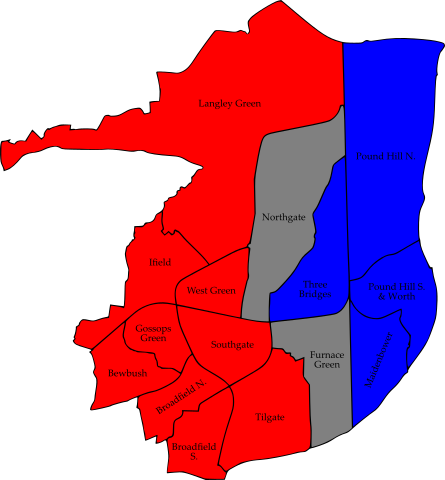 Langley Green
Pound Hill N.
Northgate
Ifield
West Green
Three
Bridges
Pound Hill S
& Worth
Gossops
Green
Southgate
Furnace
Green
Maidenbower
Bewbush
Broadfield N.
Tilgate
Broadfield
S.